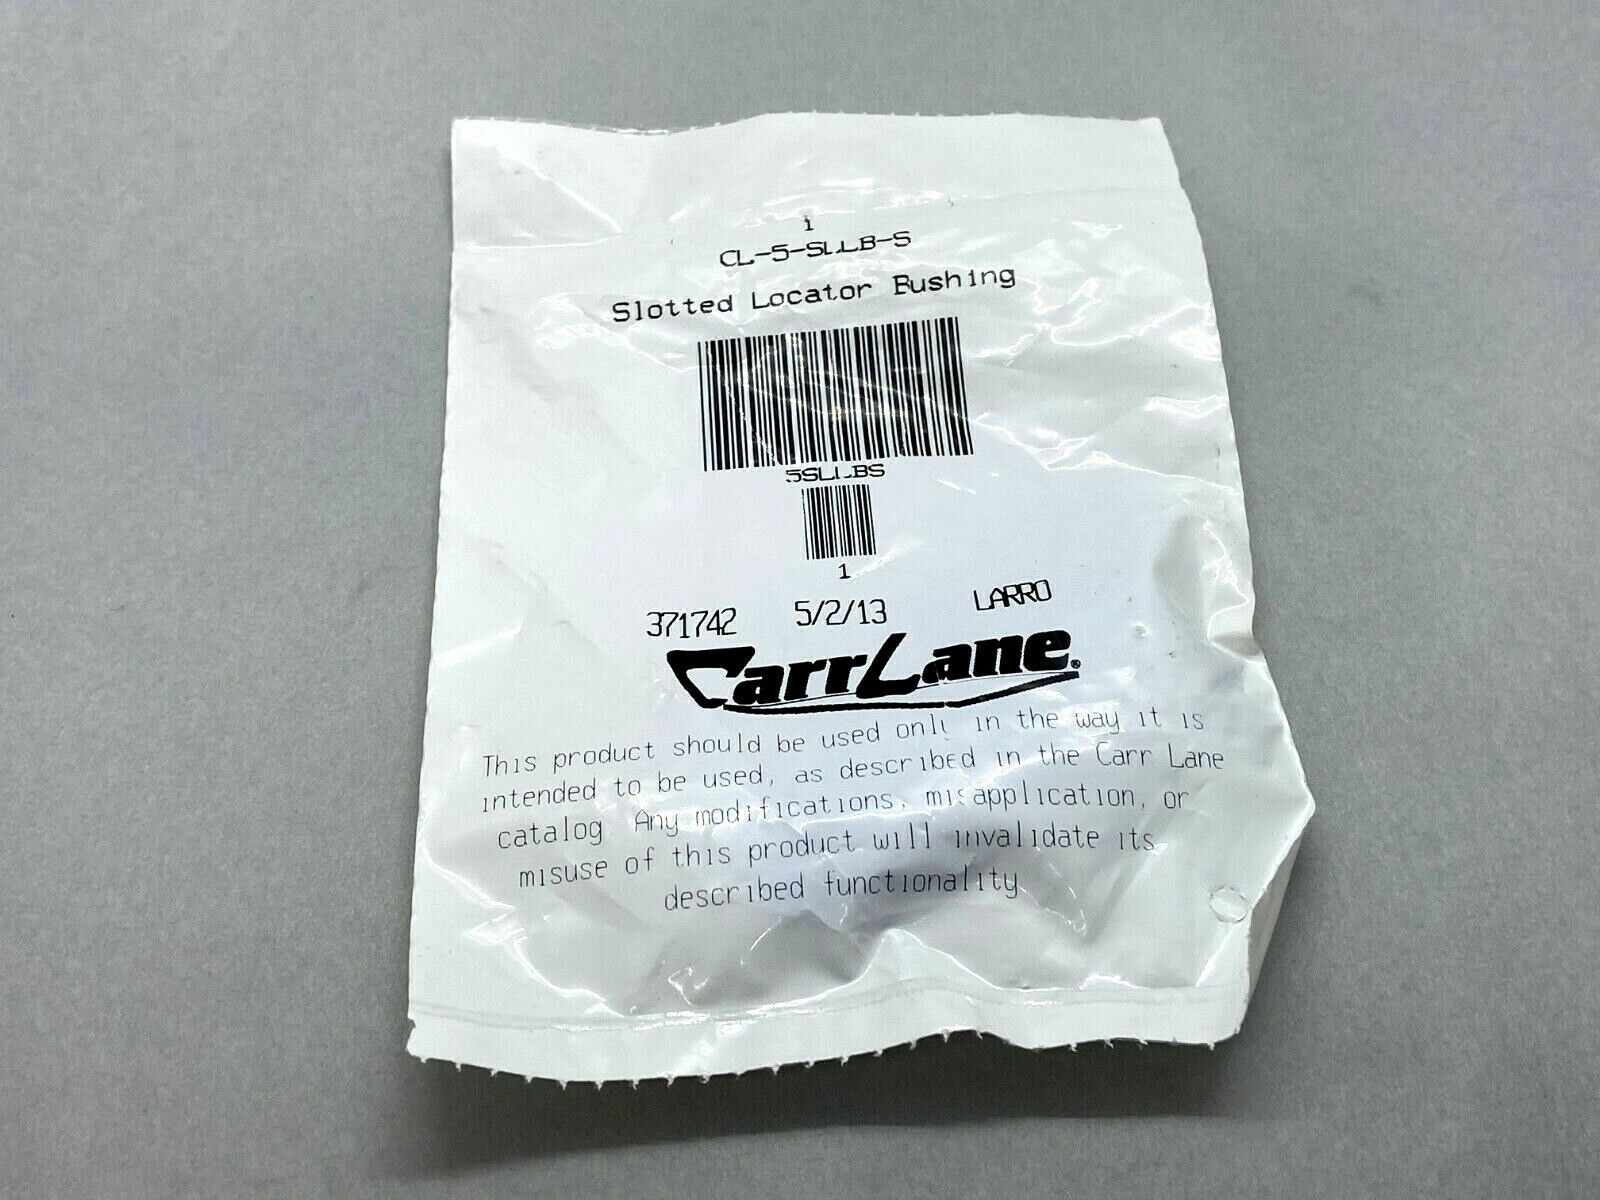 1
CL-5-SLLB-S
Slotted Locator Bushing
5SLLBS
1
371742 5/2/13 LARRO
CarrLane®
This product should be used only in the way it is
intended to be used, as described in the Carr Lane
catalog. Any modifications, misapplication, or
misuse of this product will invalidate its
described functionality